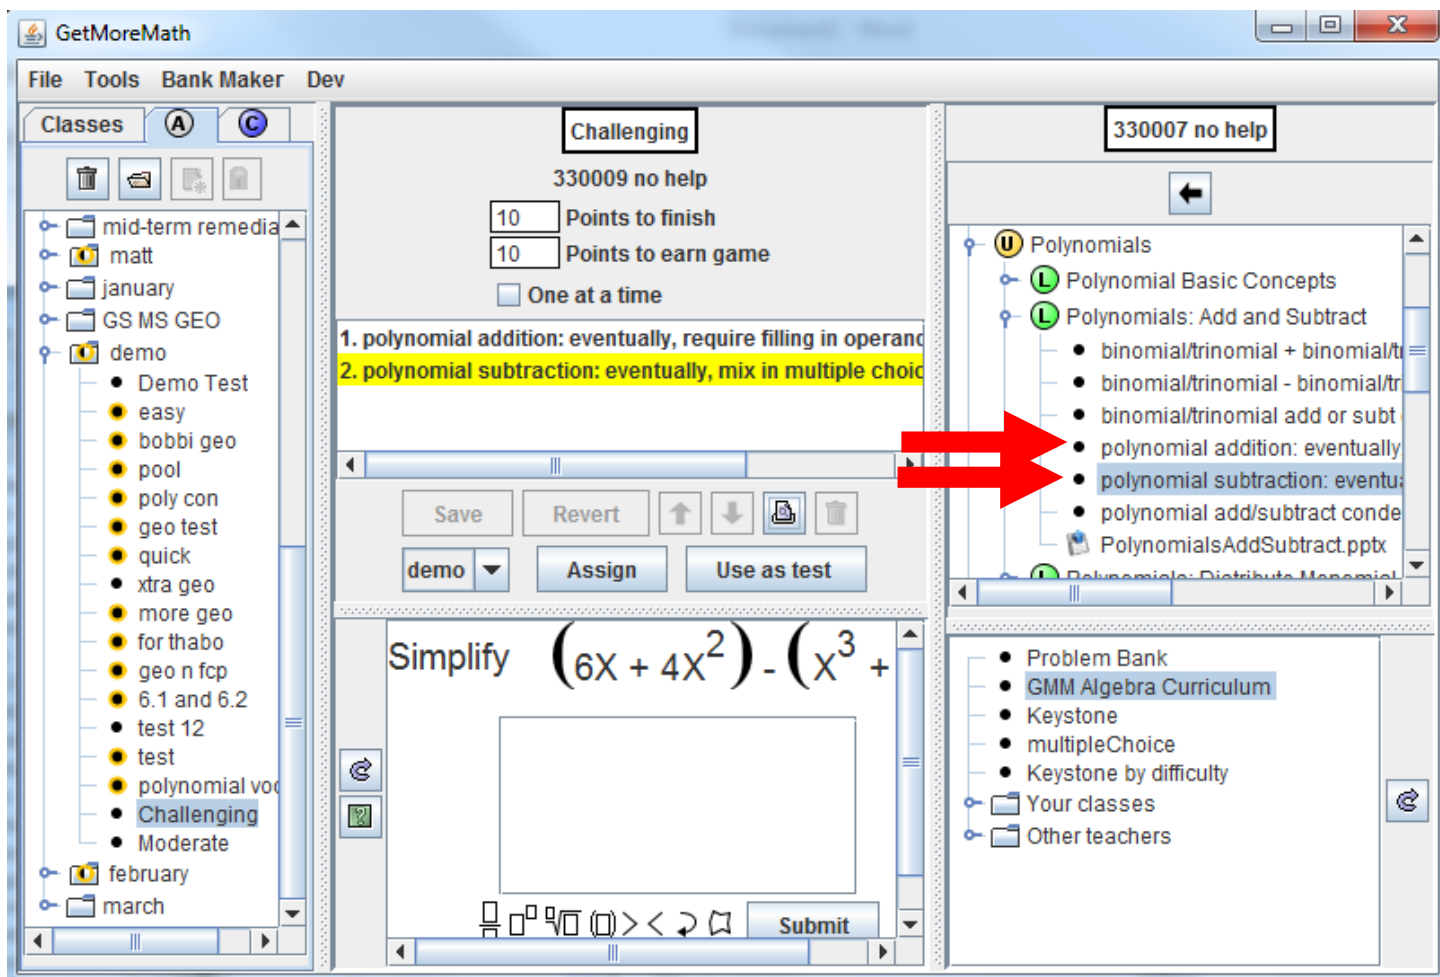 GetMoreMath
File Tools Bank Maker Dev
Classes A C
mid-term remedia
matt
january
GS MS GEO
demo
Demo Test
easy
bobbi geo
pool
poly con
geo test
quick
xtra geo
more geo
for thabo
geo n fcp
6.1 and 6.2
test 12
test
polynomial voc
Challenging
Moderate
february
march
Challenging
330009 no help
10 Points to finish
10 Points to earn game
One at a time
1. polynomial addition: eventually, require filling in operand
2. polynomial subtraction: eventually, mix in multiple choic
Save Revert
demo Assign Use as test
Simplify (6X + 4X²) - (X³ +
Submit
330007 no help
U Polynomials
L Polynomial Basic Concepts
L Polynomials: Add and Subtract
binomial/trinomial + binomial/t
binomial/trinomial - binomial/tr
binomial/trinomial add or subt
polynomial addition: eventually,
polynomial subtraction: eventua
polynomial add/subtract conde
PolynomialsAddSubtract.pptx
L Polynomials: Distribute Monomial
Problem Bank
GMM Algebra Curriculum
Keystone
multipleChoice
Keystone by difficulty
Your classes
Other teachers